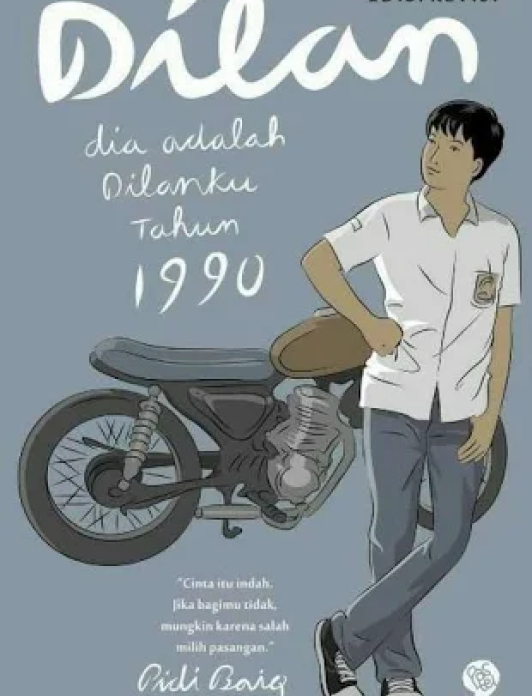 Dilan
dia adalah
Dilanku
Tahun
1990
"Cinta itu indah.
Jika bagimu tidak,
mungkin karena salah
milih pasangan."
Pidi Baiq